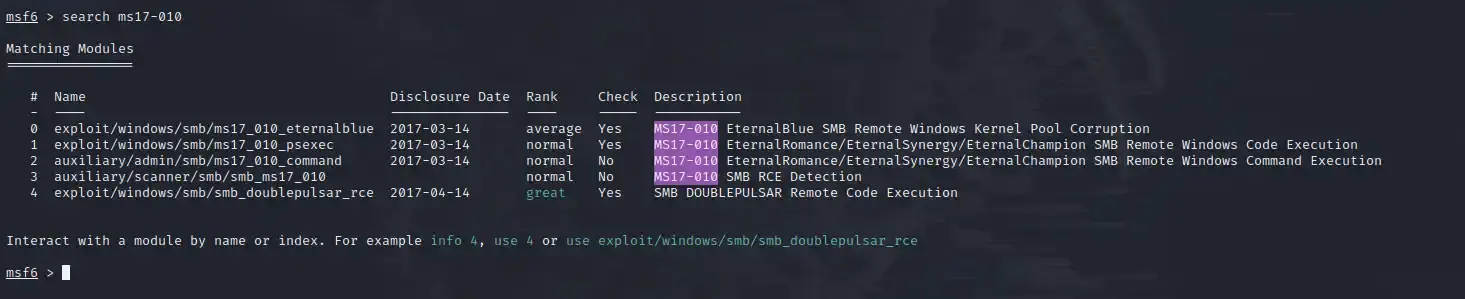 msf6 > search ms17-010
Matching Modules
================
# Name Disclosure Date Rank Check Description
- ---- --------------- ---- ----- -----------
0 exploit/windows/smb/ms17_010_eternalblue 2017-03-14 average Yes MS17-010 EternalBlue SMB Remote Windows Kernel Pool Corruption
1 exploit/windows/smb/ms17_010_psexec 2017-03-14 normal Yes MS17-010 EternalRomance/EternalSynergy/EternalChampion SMB Remote Windows Code Execution
2 auxiliary/admin/smb/ms17_010_command 2017-03-14 normal No MS17-010 EternalRomance/EternalSynergy/EternalChampion SMB Remote Windows Command Execution
3 auxiliary/scanner/smb/smb_ms17_010 normal No MS17-010 SMB RCE Detection
4 exploit/windows/smb/smb_doublepulsar_rce 2017-04-14 great Yes SMB DOUBLEPULSAR Remote Code Execution
Interact with a module by name or index. For example info 4, use 4 or use exploit/windows/smb/smb_doublepulsar_rce
msf6 >